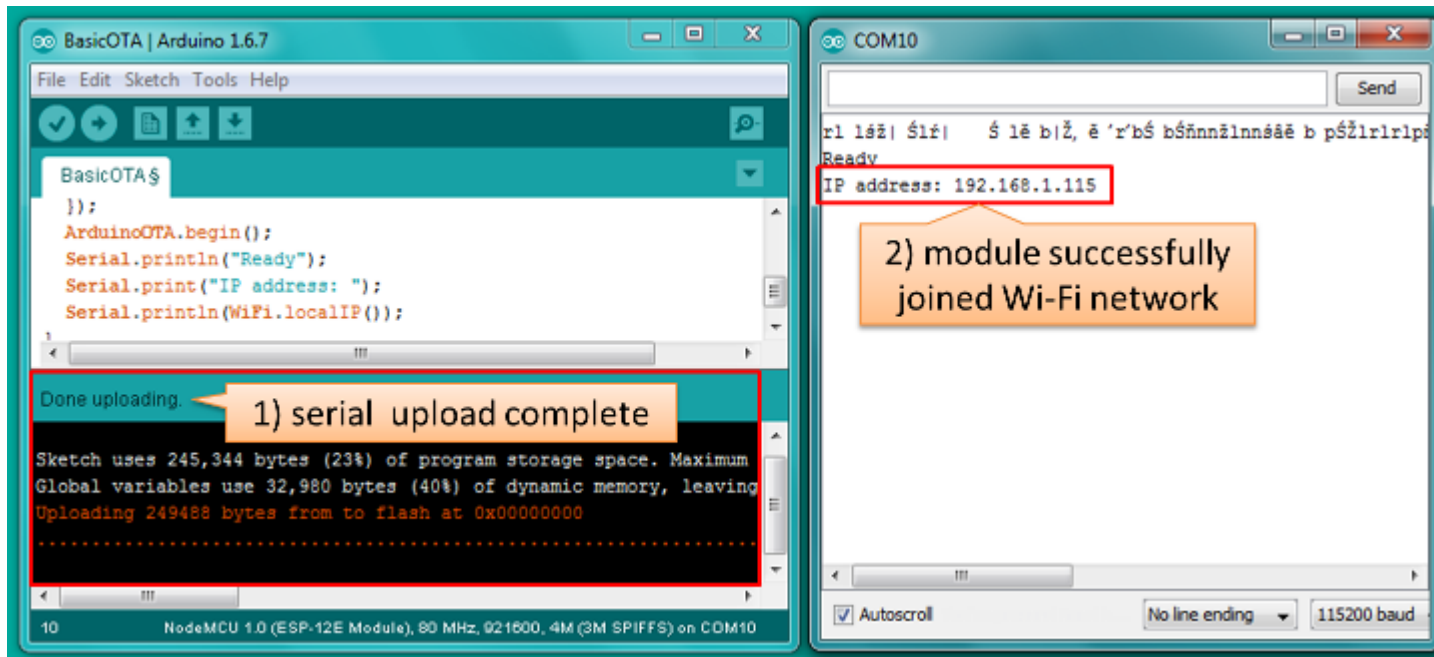 BasicOTA | Arduino 1.6.7
File Edit Sketch Tools Help
BasicOTA§
});
ArduinoOTA.begin();
Serial.println("Ready");
Serial.print("IP address: ");
Serial.println(WiFi.localIP());
Done uploading.
1) serial upload complete
Sketch uses 245,344 bytes (23%) of program storage space. Maximum
Global variables use 32,980 bytes (40%) of dynamic memory, leaving
Uploading 249488 bytes from to flash at 0x00000000
................................................................
10
NodeMCU 1.0 (ESP-12E Module), 80 MHz, 921600, 4M (3M SPIFFS) on COM10
COM10
Send
Ready
IP address: 192.168.1.115
2) module successfully
joined Wi-Fi network
Autoscroll
No line ending
115200 baud